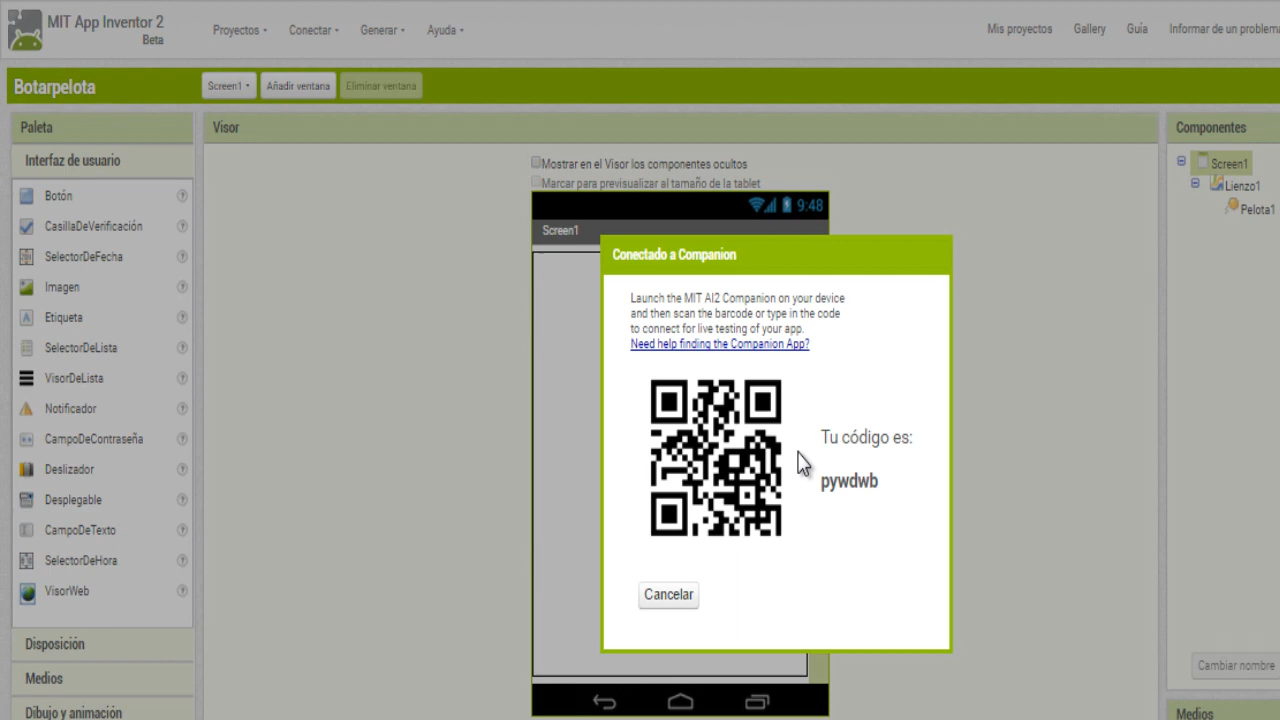 MIT App Inventor 2
Beta
Proyectos
Conectar
Generar
Ayuda
Mis proyectos
Gallery
Guía
Informar de un problema
Botarpelota
Screen1
Añadir ventana
Eliminar ventana
Paleta
Interfaz de usuario
Botón
CasillaDeVerificación
SelectorDeFecha
Imagen
Etiqueta
SelectorDeLista
VisorDeLista
Notificador
CampoDeContraseña
Deslizador
Desplegable
CampoDeTexto
SelectorDeHora
VisorWeb
Disposición
Medios
Dibujo y animación
Visor
Mostrar en el Visor los componentes ocultos
Marcar para previsualizar al tamaño de la tablet
9:48
Screen1
Conectado a Companion
Launch the MIT AI2 Companion on your device
and then scan the barcode or type in the code
to connect for live testing of your app.
Need help finding the Companion App?
Tu código es:
pywdwb
Cancelar
Componentes
Screen1
Lienzo1
Pelota1
Cambiar nombre
Medios